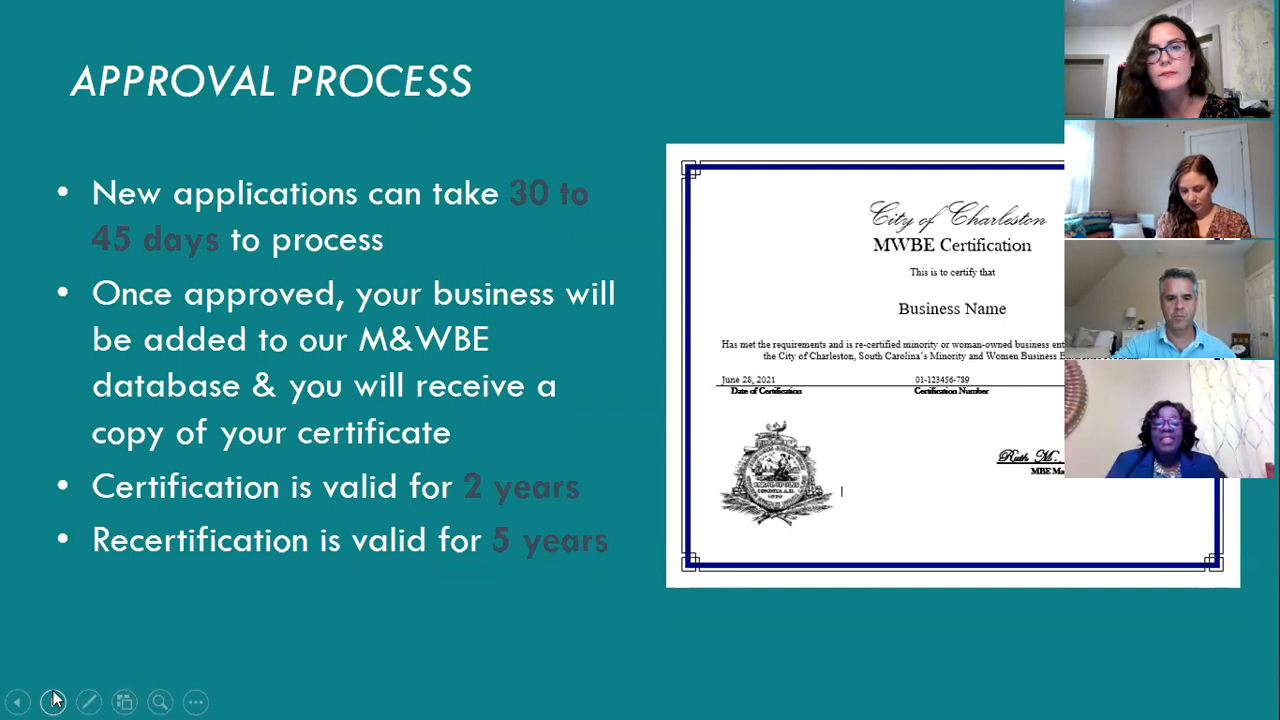 APPROVAL PROCESS
• New applications can take 30 to
45 days to process
• Once approved, your business will
be added to our M&WBE
database & you will receive a
copy of your certificate
• Certification is valid for 2 years
• Recertification is valid for 5 years
City of Charleston
MWBE Certification
This is to certify that
Business Name
Has met the requirements and is re-certified minority or woman-owned business
the City of Charleston, South Carolina's Minority and Women Business
June 28, 2021 01-123456-789
Date of Certification Certification Number
Ruth M.
MBE